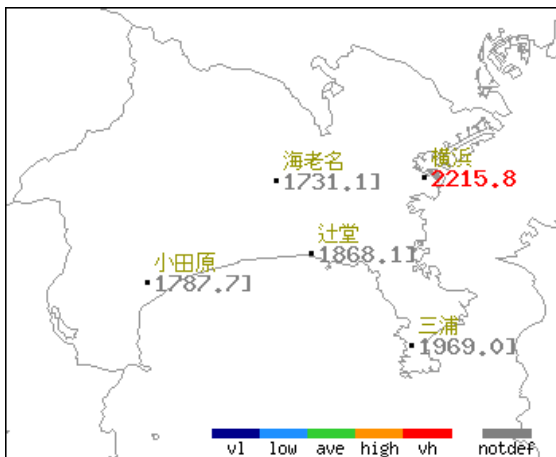 海老名
1731.1]
横浜
2215.8
辻堂
1868.1]
小田原
1787.7]
三浦
1969.0]
vl low ave high vh notdef